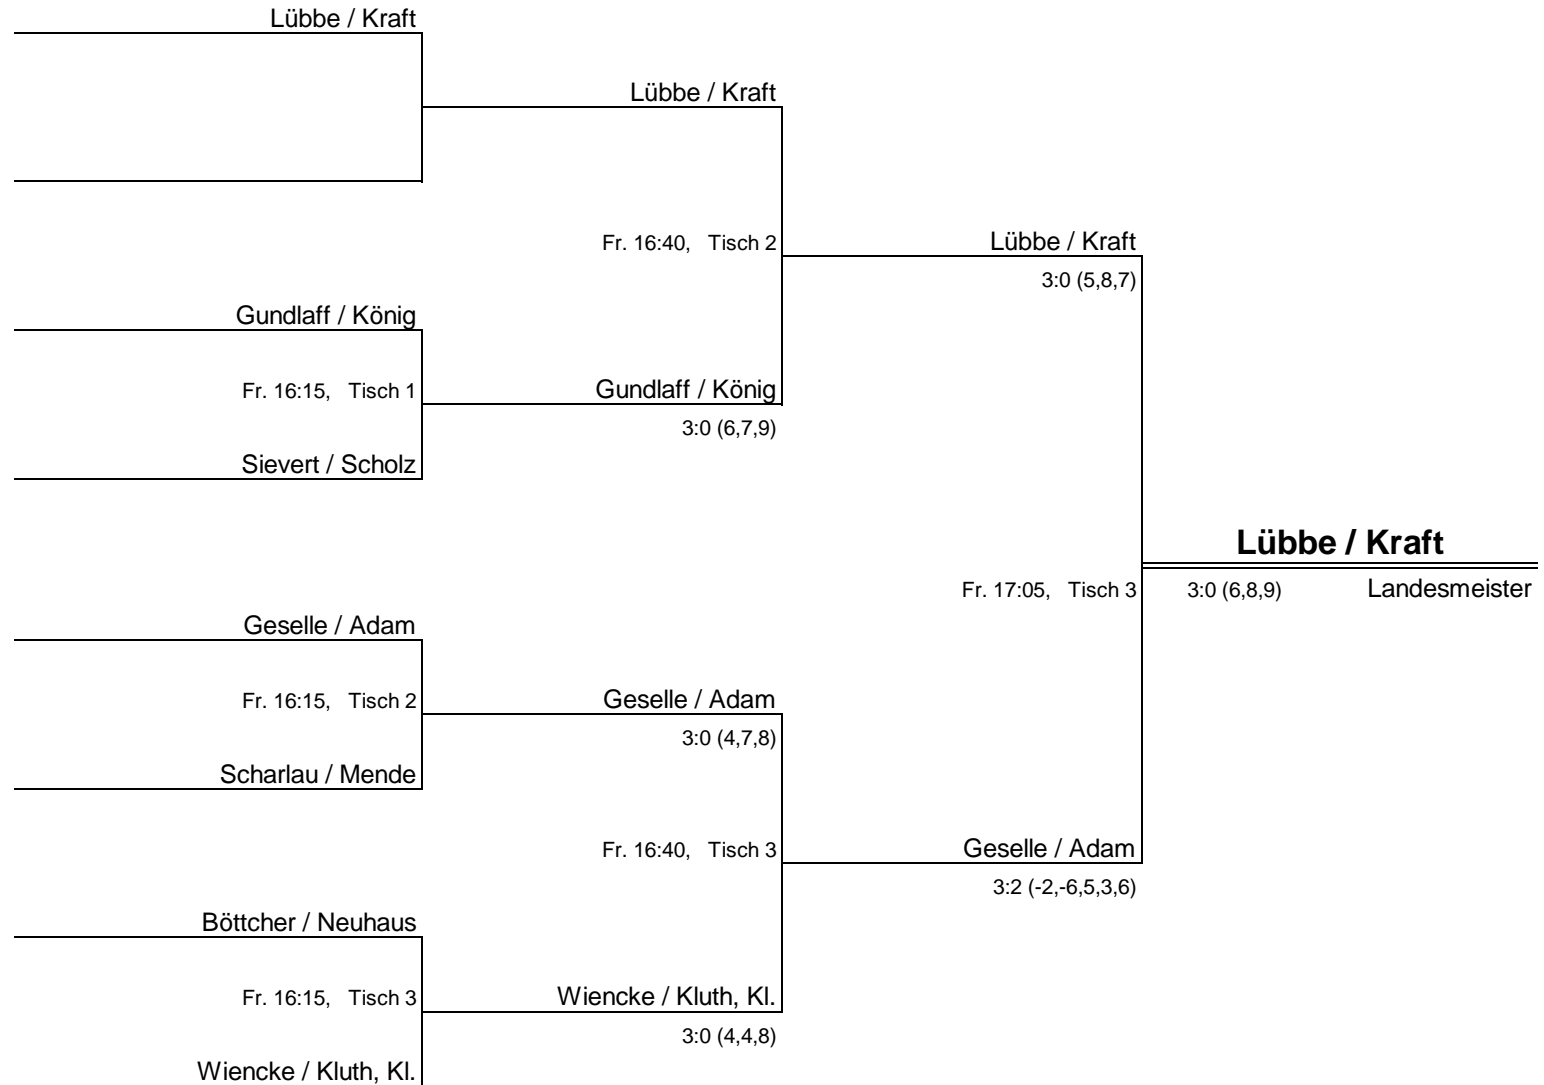 Lübbe / Kraft
Lübbe / Kraft
Fr. 16:40, Tisch 2
Lübbe / Kraft
3:0 (5,8,7)
Gundlaff / König
Fr. 16:15, Tisch 1
Gundlaff / König
3:0 (6,7,9)
Sievert / Scholz
Lübbe / Kraft
Fr. 17:05, Tisch 3
3:0 (6,8,9)
Landesmeister
Geselle / Adam
Fr. 16:15, Tisch 2
Geselle / Adam
3:0 (4,7,8)
Scharlau / Mende
Fr. 16:40, Tisch 3
Geselle / Adam
3:2 (-2,-6,5,3,6)
Böttcher / Neuhaus
Fr. 16:15, Tisch 3
Wiencke / Kluth, Kl.
3:0 (4,4,8)
Wiencke / Kluth, Kl.